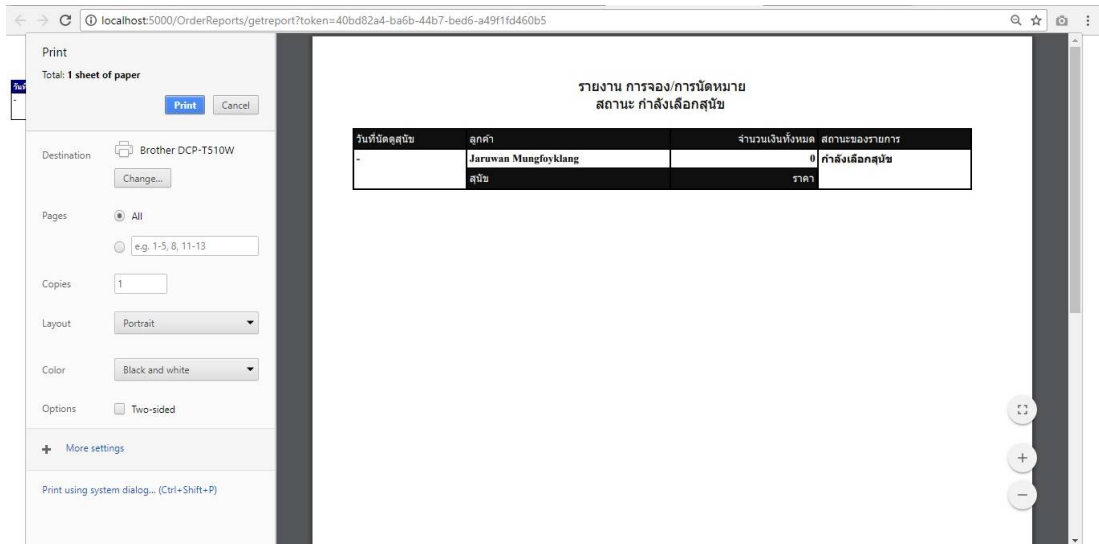 localhost:5000/OrderReports/getreport?token=40bd82a4-ba6b-44b7-bed6-a49f1fd460b5
Print
Total: 1 sheet of paper
Print Cancel
Destination Brother DCP-T510W
Change...
Pages All
e.g. 1-5, 8, 11-13
Copies 1
Layout Portrait
Color Black and white
Options Two-sided
+ More settings
Print using system dialog... (Ctrl+Shift+P)
รายงาน การจอง/การนัดหมาย
สถานะ กำลังเลือกสุนัข
วันที่นัดดูสุนัข ลูกค้า จำนวนเงินทั้งหมด สถานะของรายการ
- Jaruwan Mungfoyklang 0 กำลังเลือกสุนัข
สุนัข ราคา